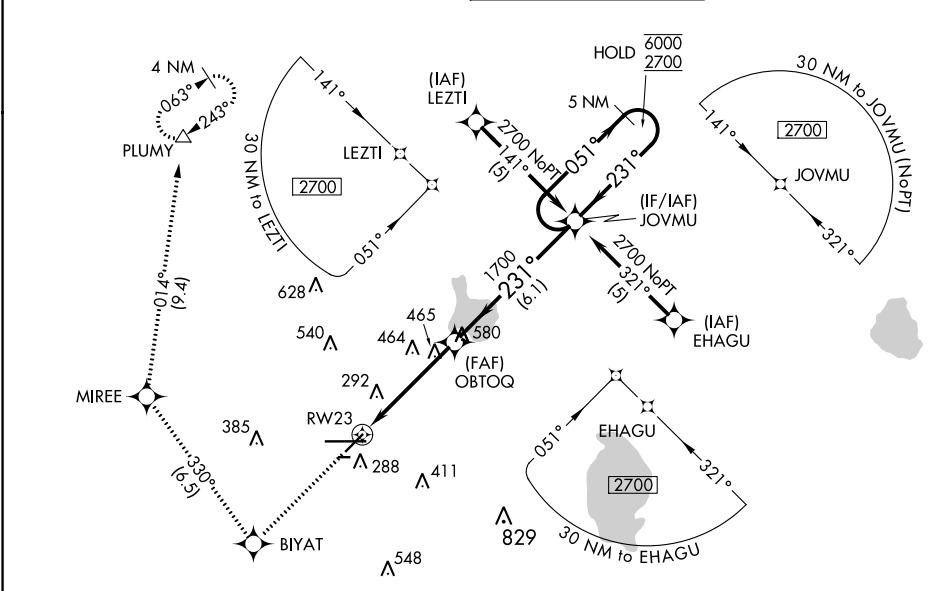 4 NM
063°
243°
PLUMY
141°
LEZTI
2700
30 NM to LEZTI
051°
(IAF)
LEZTI
2700 NoPT
141°
(5)
HOLD 6000
2700
5 NM
051°
231°
(IF/IAF)
JOVMU
30 NM to JOVMU (NoPT)
141°
2700
JOVMU
321°
2700 NoPT
321°
(5)
(IAF)
EHAGU
1700
231°
(6.1)
014°
(9.4)
628
540
464
465
580
(FAF)
OBTOQ
292
MIREE
385
RW23
288
411
330°
(6.5)
BIYAT
548
829
051°
EHAGU
321°
2700
30 NM to EHAGU